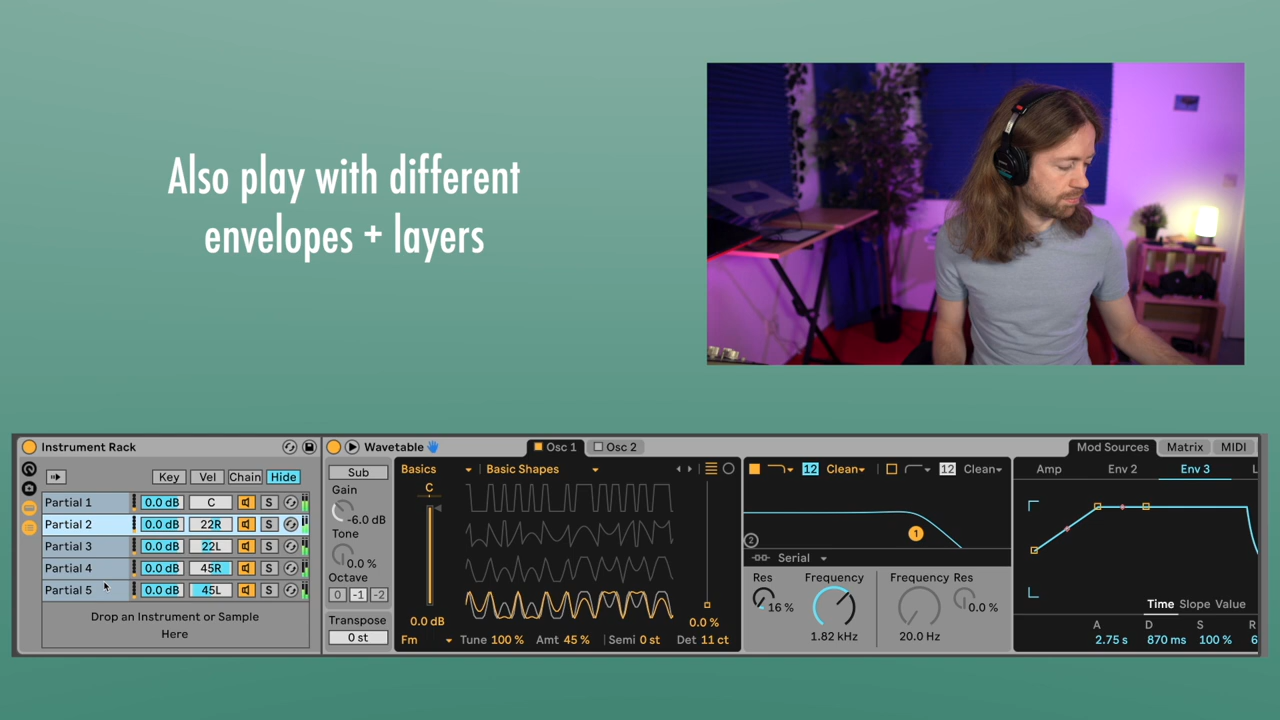 Also play with different
envelopes + layers
Instrument Rack
Key Vel Chain Hide
Partial 1 0.0 dB C S
Partial 2 0.0 dB 22R S
Partial 3 0.0 dB 22L S
Partial 4 0.0 dB 45R S
Partial 5 0.0 dB 45L S
Drop an Instrument or Sample
Here
Wavetable
Osc 1 Osc 2
Sub
Gain
-6.0 dB
Tone
0.0 %
Octave
0 -1 -2
Transpose
0 st
Basics Basic Shapes
C
0.0 dB
0.0 %
Fm Tune 100 % Amt 45 % Semi 0 st Det 11 ct
12 Clean 12 Clean
1
2
Serial
Res Frequency Frequency Res
16 % 0.0 %
1.82 kHz 20.0 Hz
Mod Sources Matrix MIDI
Amp Env 2 Env 3 L
Time Slope Value
A D S R
2.75 s 870 ms 100 % 6